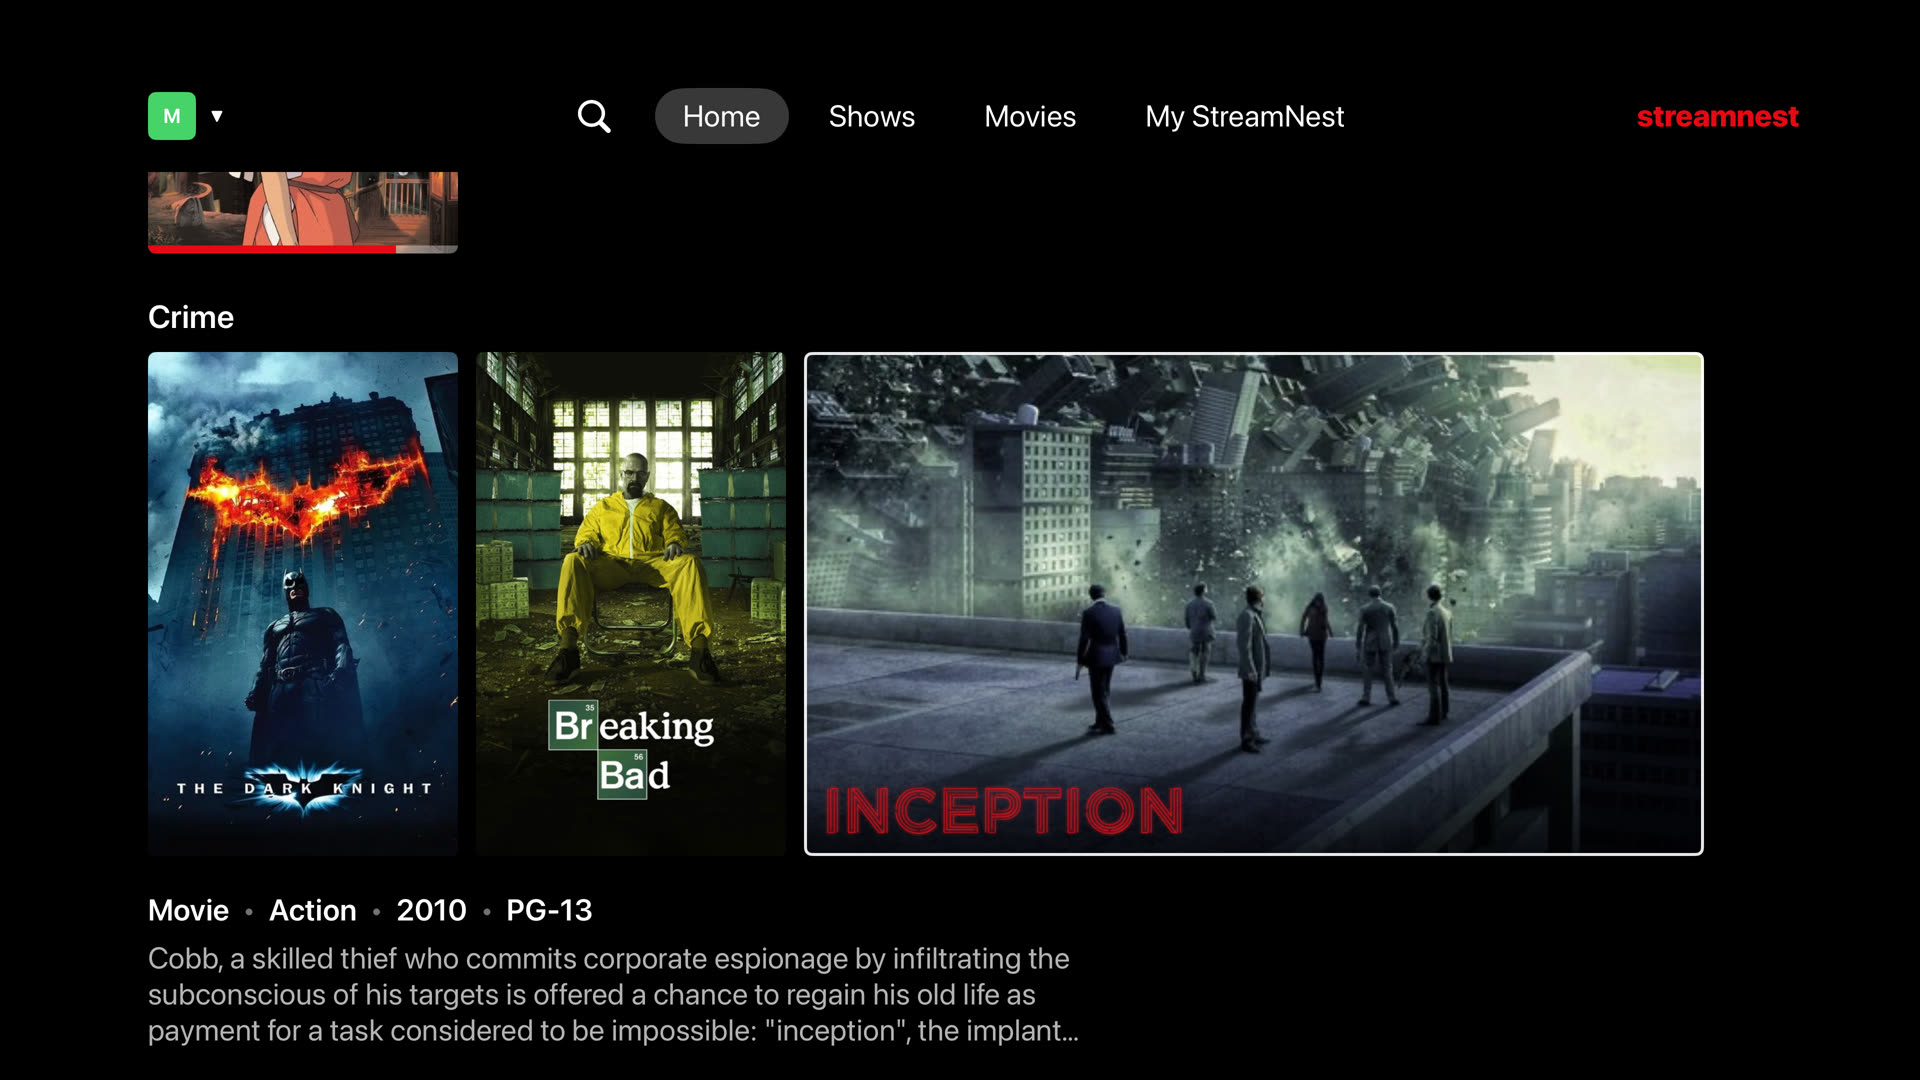 M
Home
Shows
Movies
My StreamNest
streamnest
Crime
THE DARK KNIGHT
35
Breaking
56
Bad
INCEPTION
Movie • Action • 2010 • PG-13
Cobb, a skilled thief who commits corporate espionage by infiltrating the
subconscious of his targets is offered a chance to regain his old life as
payment for a task considered to be impossible: "inception", the implant...